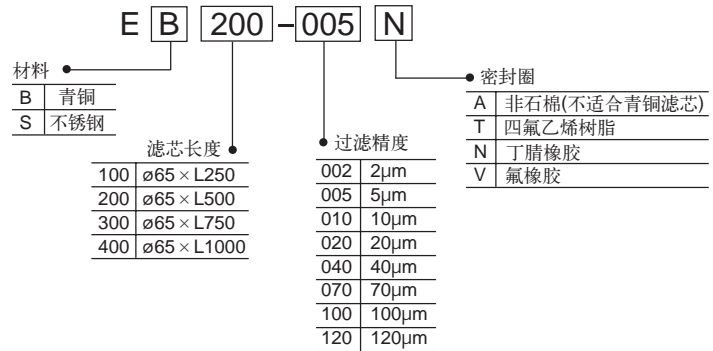 E B 200 -005 N
材料
B 青铜
S 不锈钢
滤芯长度
100 ø65×L250
200 ø65×L500
300 ø65×L750
400 ø65×L1000
过滤精度
002 2μm
005 5μm
010 10μm
020 20μm
040 40μm
070 70μm
100 100μm
120 120μm
密封圈
A 非石棉(不适合青铜滤芯)
T 四氟乙烯树脂
N 丁腈橡胶
V 氟橡胶